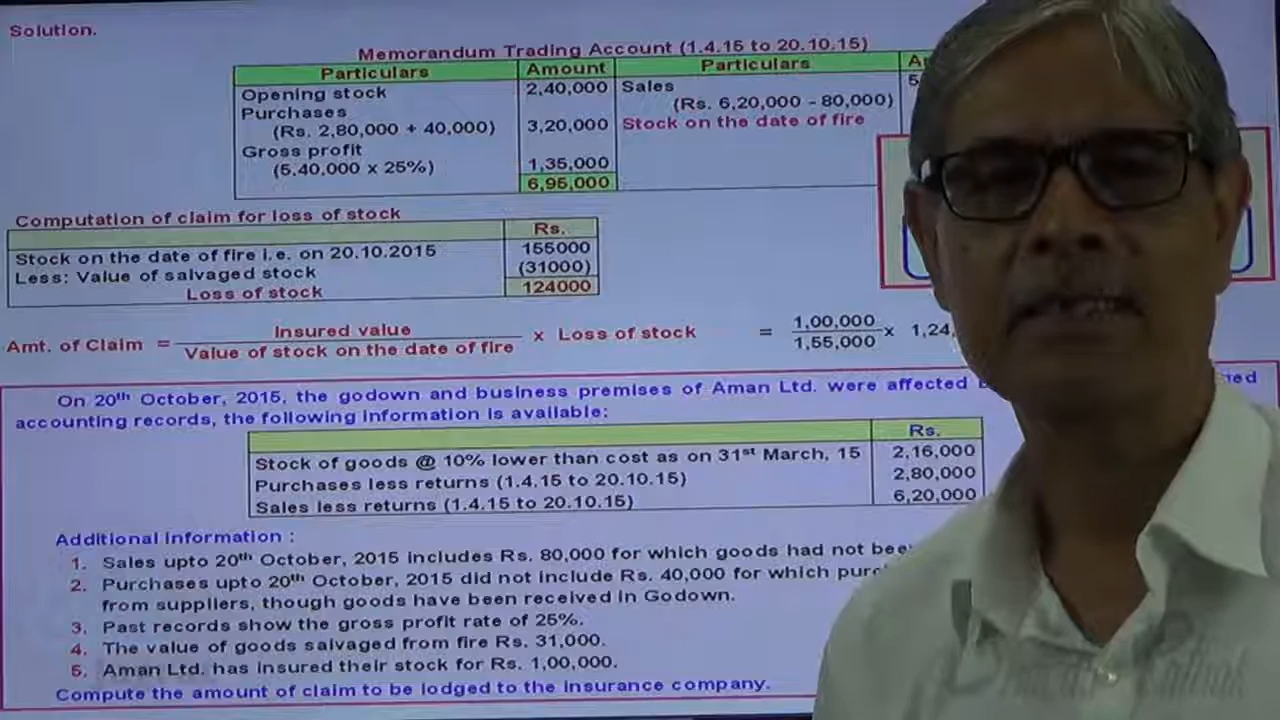 Solution.
Memorandum Trading Account (1.4.15 to 20.10.15)
Particulars Amount Particulars
Opening stock 2,40,000 Sales
Purchases (Rs. 6,20,000 - 80,000)
(Rs. 2,80,000 + 40,000) 3,20,000 Stock on the date of fire
Gross profit
(5.40,000 x 25%) 1,35,000
6,95,000
Computation of claim for loss of stock
Rs.
Stock on the date of fire i.e. on 20.10.2015 155000
Less: Value of salvaged stock (31000)
Loss of stock 124000
Amt. of Claim = Insured value / Value of stock on the date of fire x Loss of stock = 1,00,000 / 1,55,000 x 1,24,
On 20th October, 2015, the godown and business premises of Aman Ltd. were affected
accounting records, the following information is available:
Rs.
Stock of goods @ 10% lower than cost as on 31st March, 15 2,16,000
Purchases less returns (1.4.15 to 20.10.15) 2,80,000
Sales less returns (1.4.15 to 20.10.15) 6,20,000
Additional information :
1. Sales upto 20th October, 2015 includes Rs. 80,000 for which goods had not
2. Purchases upto 20th October, 2015 did not include Rs. 40,000 for which
from suppliers, though goods have been received in Godown.
3. Past records show the gross profit rate of 25%.
4. The value of goods salvaged from fire Rs. 31,000.
5. Aman Ltd. has insured their stock for Rs. 1,00,000.
Compute the amount of claim to be lodged to the insurance company.